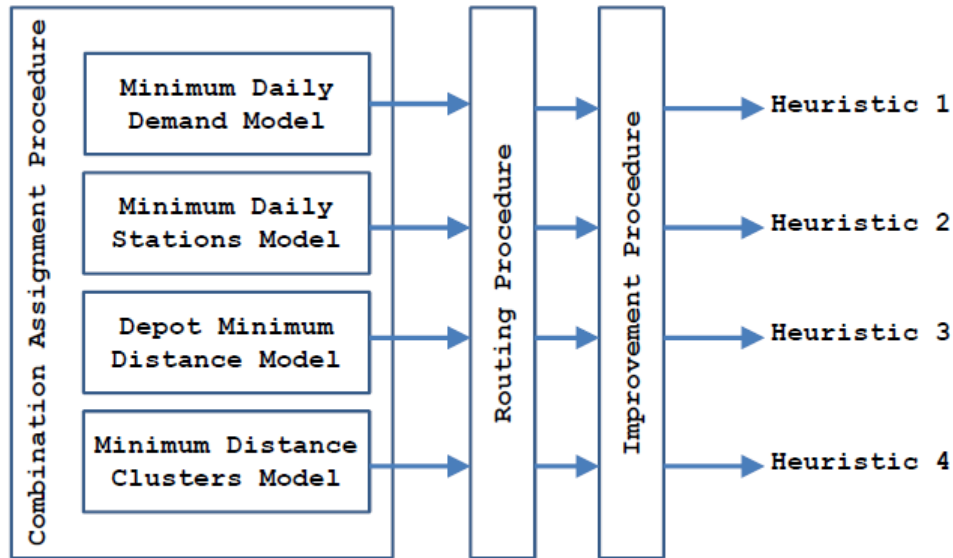 Combination Assignment Procedure
Minimum Daily
Demand Model
Minimum Daily
Stations Model
Depot Minimum
Distance Model
Minimum Distance
Clusters Model
Routing Procedure
Improvement Procedure
Heuristic 1
Heuristic 2
Heuristic 3
Heuristic 4